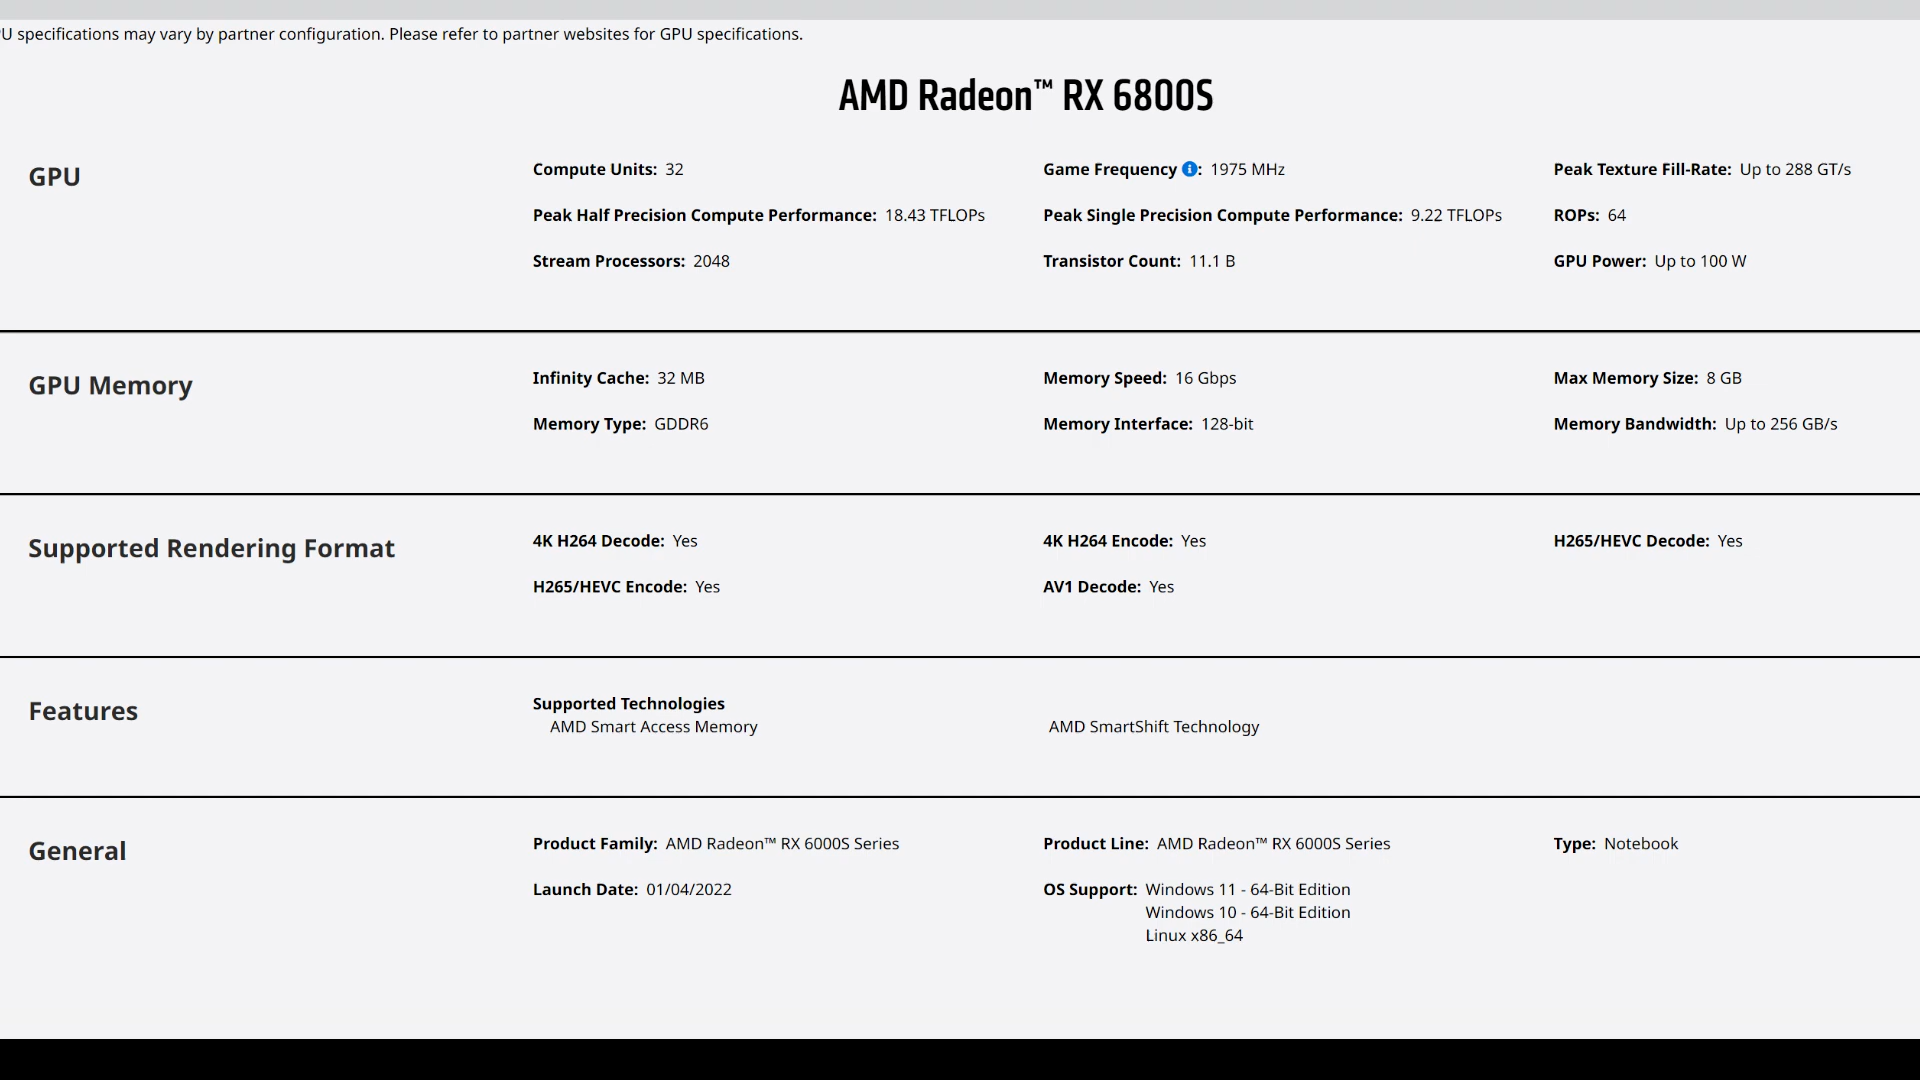 U specifications may vary by partner configuration. Please refer to partner websites for GPU specifications.
AMD Radeon™ RX 6800S
GPU
Compute Units: 32
Game Frequency i: 1975 MHz
Peak Texture Fill-Rate: Up to 288 GT/s
Peak Half Precision Compute Performance: 18.43 TFLOPs
Peak Single Precision Compute Performance: 9.22 TFLOPs
ROPs: 64
Stream Processors: 2048
Transistor Count: 11.1 B
GPU Power: Up to 100 W
GPU Memory
Infinity Cache: 32 MB
Memory Speed: 16 Gbps
Max Memory Size: 8 GB
Memory Type: GDDR6
Memory Interface: 128-bit
Memory Bandwidth: Up to 256 GB/s
Supported Rendering Format
4K H264 Decode: Yes
4K H264 Encode: Yes
H265/HEVC Decode: Yes
H265/HEVC Encode: Yes
AV1 Decode: Yes
Features
Supported Technologies
AMD Smart Access Memory
AMD SmartShift Technology
General
Product Family: AMD Radeon™ RX 6000S Series
Product Line: AMD Radeon™ RX 6000S Series
Type: Notebook
Launch Date: 01/04/2022
OS Support: Windows 11 - 64-Bit Edition
Windows 10 - 64-Bit Edition
Linux x86_64